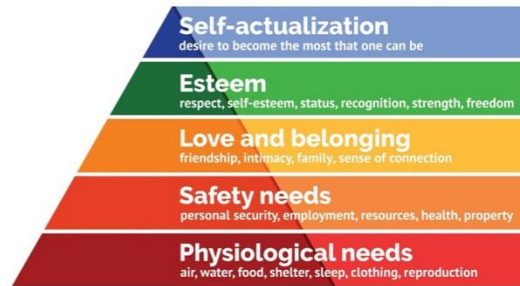 Self-actualization
desire to become the most that one can be
Esteem
respect, self-esteem, status, recognition, strength, freedom
Love and belonging
friendship, intimacy, family, sense of connection
Safety needs
personal security, employment, resources, health, property
Physiological needs
air, water, food, shelter, sleep, clothing, reproduction